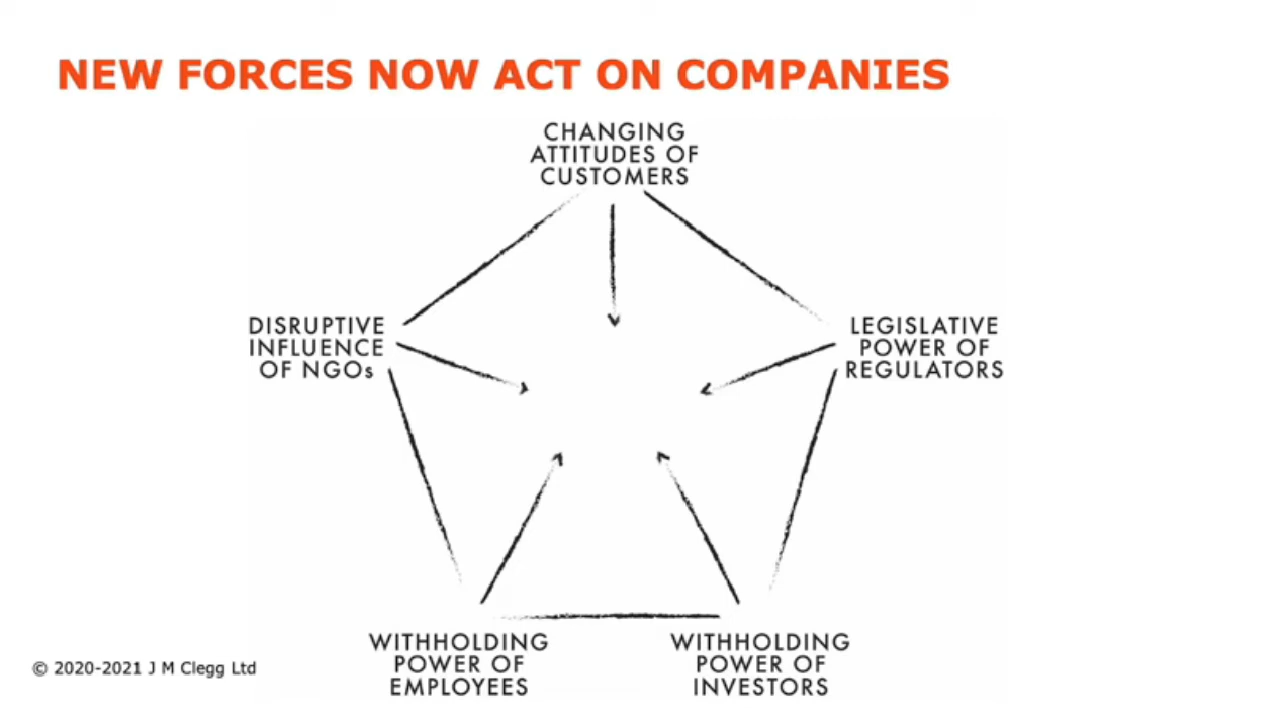 NEW FORCES NOW ACT ON COMPANIES
CHANGING
ATTITUDES OF
CUSTOMERS
DISRUPTIVE
INFLUENCE
OF NGOs
LEGISLATIVE
POWER OF
REGULATORS
WITHHOLDING
POWER OF
EMPLOYEES
WITHHOLDING
POWER OF
INVESTORS
© 2020-2021 J M Clegg Ltd